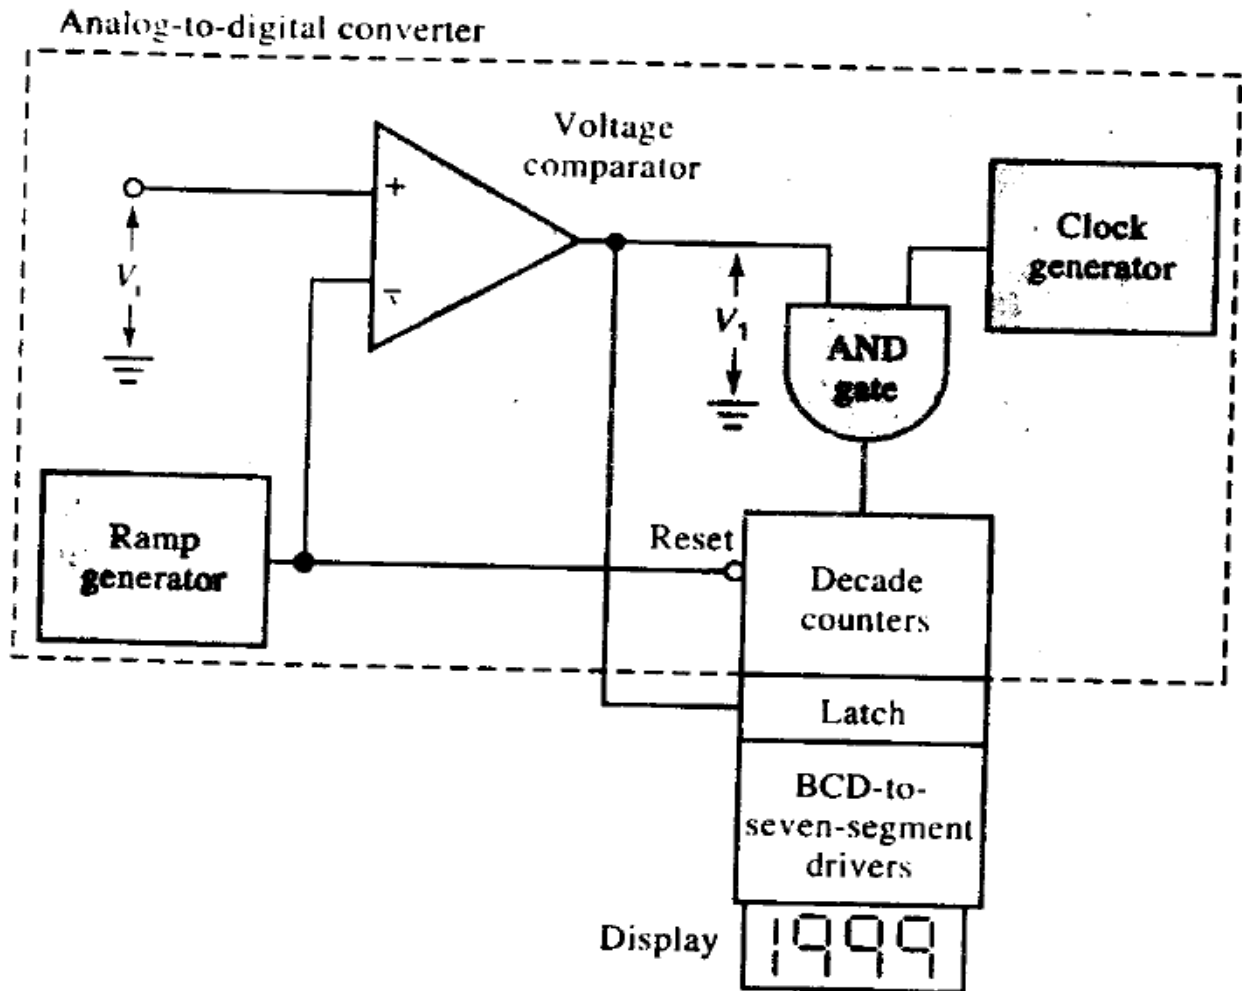 Analog-to-digital converter
Voltage
comparator
+
−
Vi
V1
Clock
generator
AND
gate
Ramp
generator
Reset
Decade
counters
Latch
BCD-to-
seven-segment
drivers
Display
1999